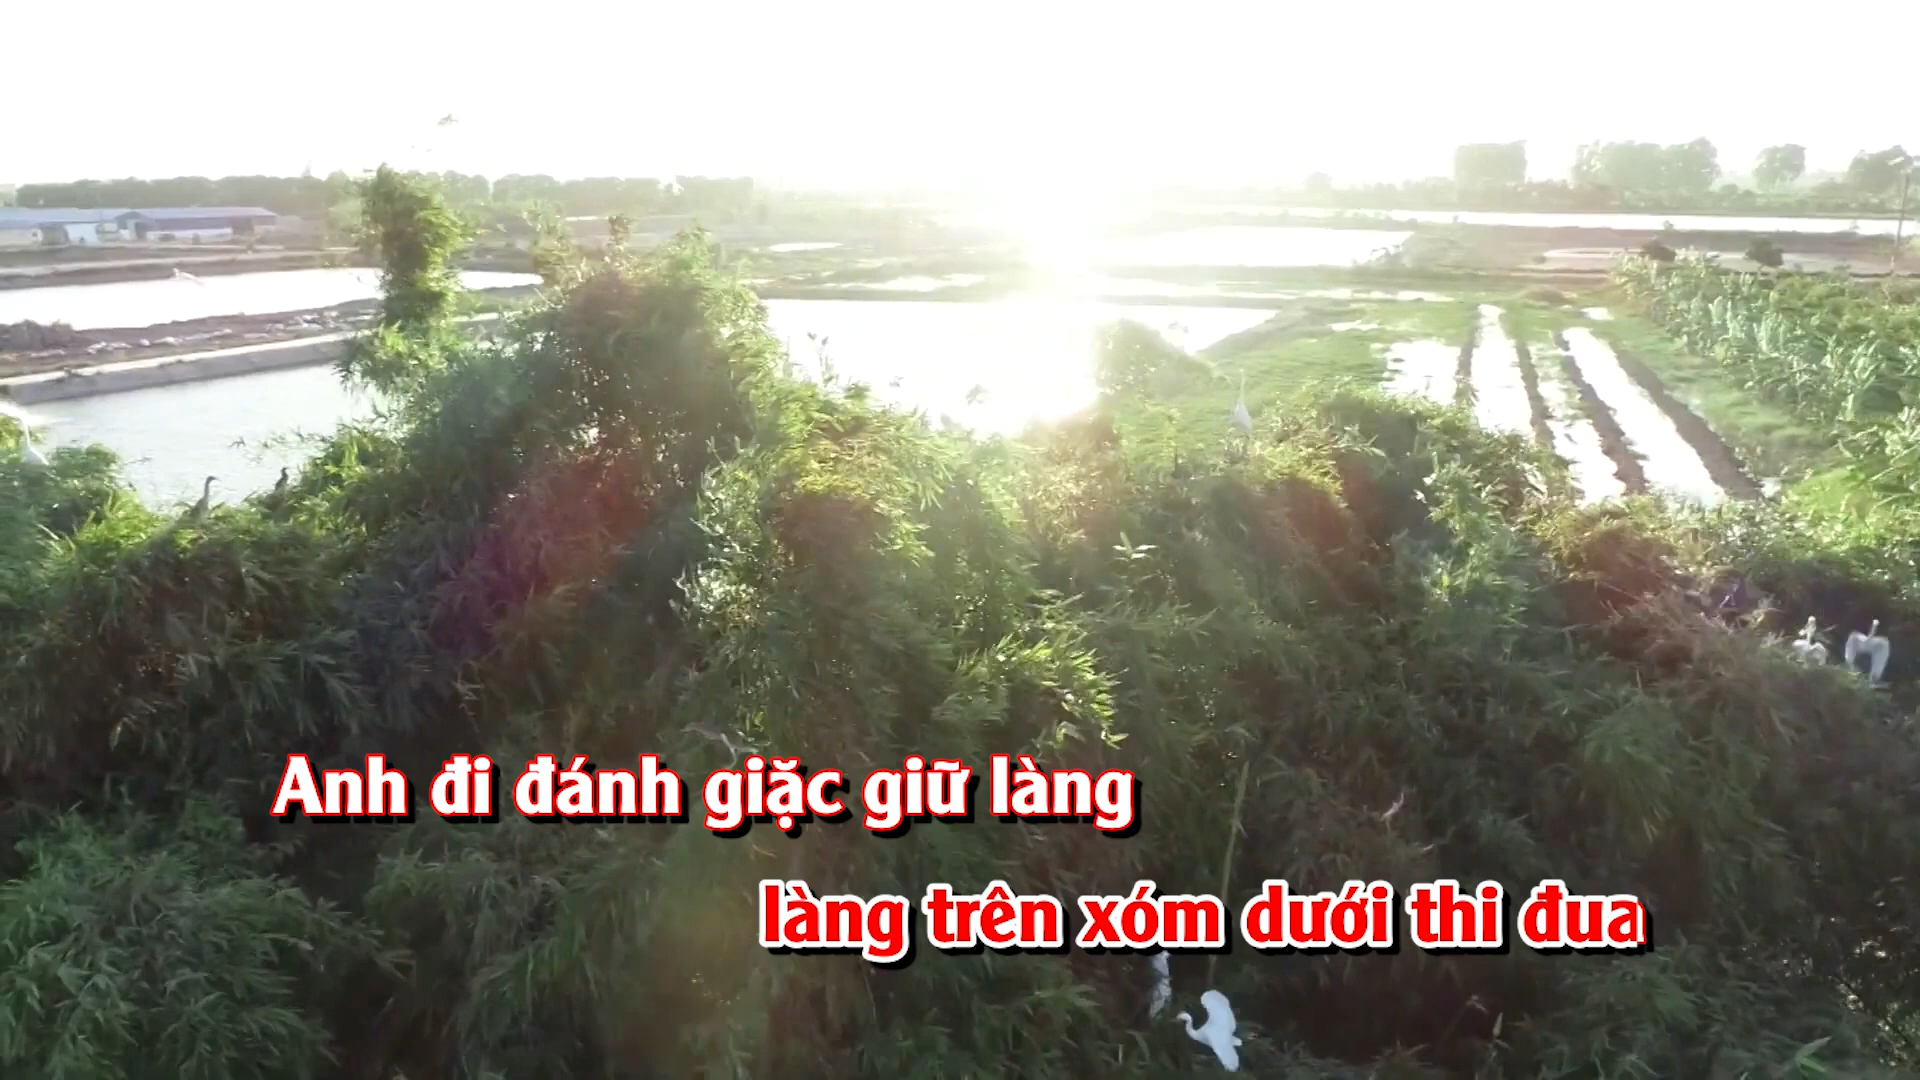 Anh đi đánh giặc giữ làng
làng trên xóm dưới thi đua